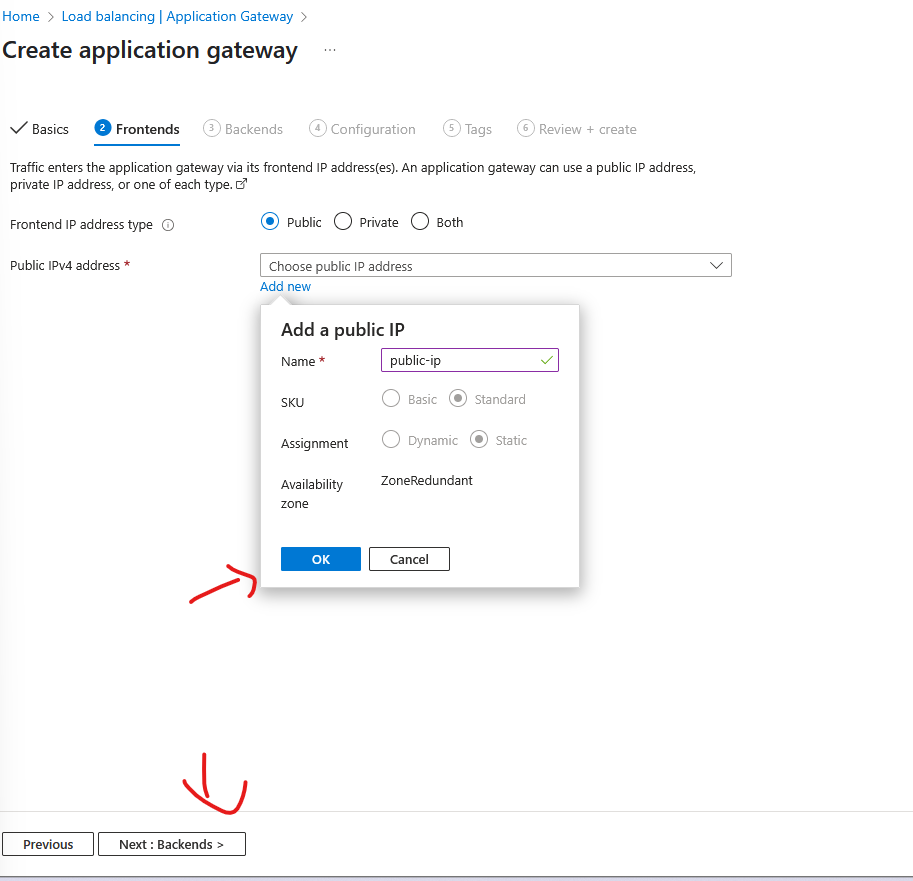 Home > Load balancing | Application Gateway >
Create application gateway ...
Basics 2 Frontends 3 Backends 4 Configuration 5 Tags 6 Review + create
Traffic enters the application gateway via its frontend IP address(es). An application gateway can use a public IP address,
private IP address, or one of each type.
Frontend IP address type Public Private Both
Public IPv4 address * Choose public IP address
Add new
Add a public IP
Name * public-ip
SKU Basic Standard
Assignment Dynamic Static
Availability ZoneRedundant
zone
OK Cancel
Previous Next : Backends >